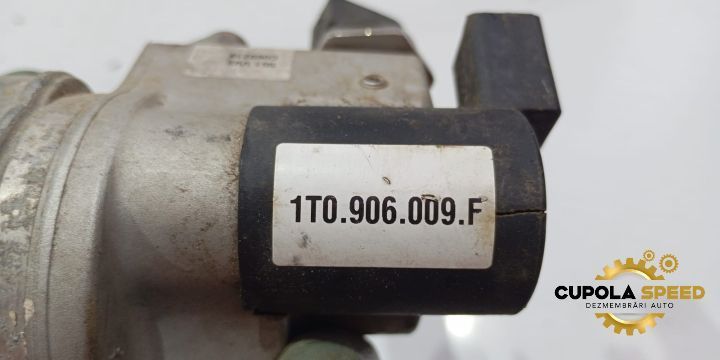 1T0.906.009.F
CUPOLA SPEED
DEZMEMBRĂRI AUTO